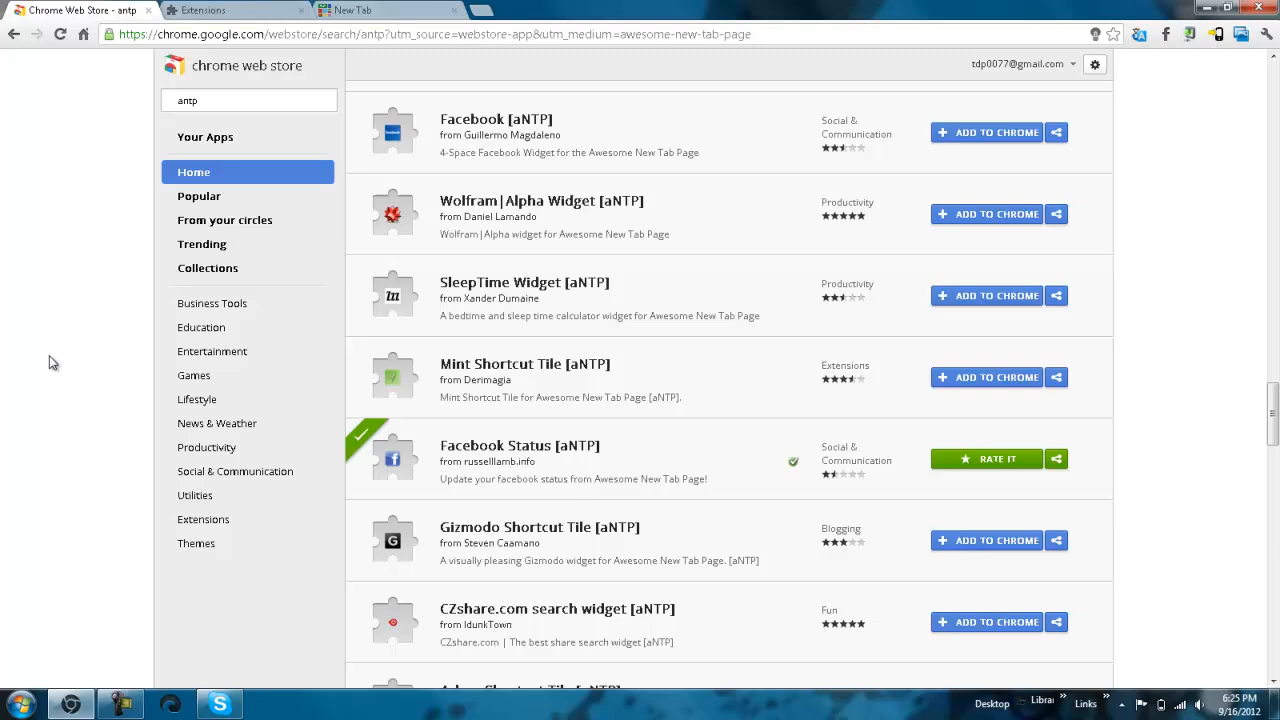 Chrome Web Store - antp
Extensions
New Tab
https://chrome.google.com/webstore/search/antp?utm_source=webstore-app&utm_medium=awesome-new-tab-page
chrome web store
tdp0077@gmail.com
antp
Your Apps
Home
Popular
From your circles
Trending
Collections
Business Tools
Education
Entertainment
Games
Lifestyle
News & Weather
Productivity
Social & Communication
Utilities
Extensions
Themes
Facebook [aNTP]
from Guillermo Magdaleno
4-Space Facebook Widget for the Awesome New Tab Page
Social &
Communication
ADD TO CHROME
Wolfram|Alpha Widget [aNTP]
from Daniel Lamando
Wolfram|Alpha widget for Awesome New Tab Page
Productivity
ADD TO CHROME
SleepTime Widget [aNTP]
from Xander Dumaine
A bedtime and sleep time calculator widget for Awesome New Tab Page
Productivity
ADD TO CHROME
Mint Shortcut Tile [aNTP]
from Derimagia
Mint Shortcut Tile for Awesome New Tab Page [aNTP].
Extensions
ADD TO CHROME
Facebook Status [aNTP]
from russelllamb.info
Update your facebook status from Awesome New Tab Page!
Social &
Communication
RATE IT
Gizmodo Shortcut Tile [aNTP]
from Steven Caamano
A visually pleasing Gizmodo widget for Awesome New Tab Page. [aNTP]
Blogging
ADD TO CHROME
CZshare.com search widget [aNTP]
from IdunkTown
CZshare.com | The best share search widget [aNTP]
Fun
ADD TO CHROME
Desktop
Librai
Links
6:25 PM
9/16/2012